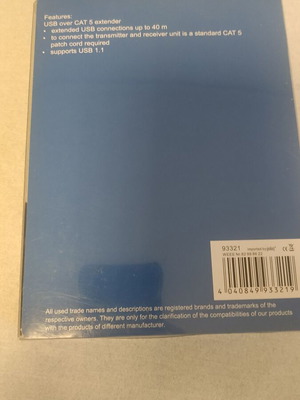 Features:
USB over CAT 5 extender
• extended USB connections up to 40 m
• to connect the transmitter and receiver unit is a standard CAT 5
patch cord required
• supports USB 1.1
93321
4 040849 933219
All used trade names and descriptions are registered brands and trademarks of the
respective owners. They are only for the clarification of the compatibilities of our products
with the products of different manufacturer.